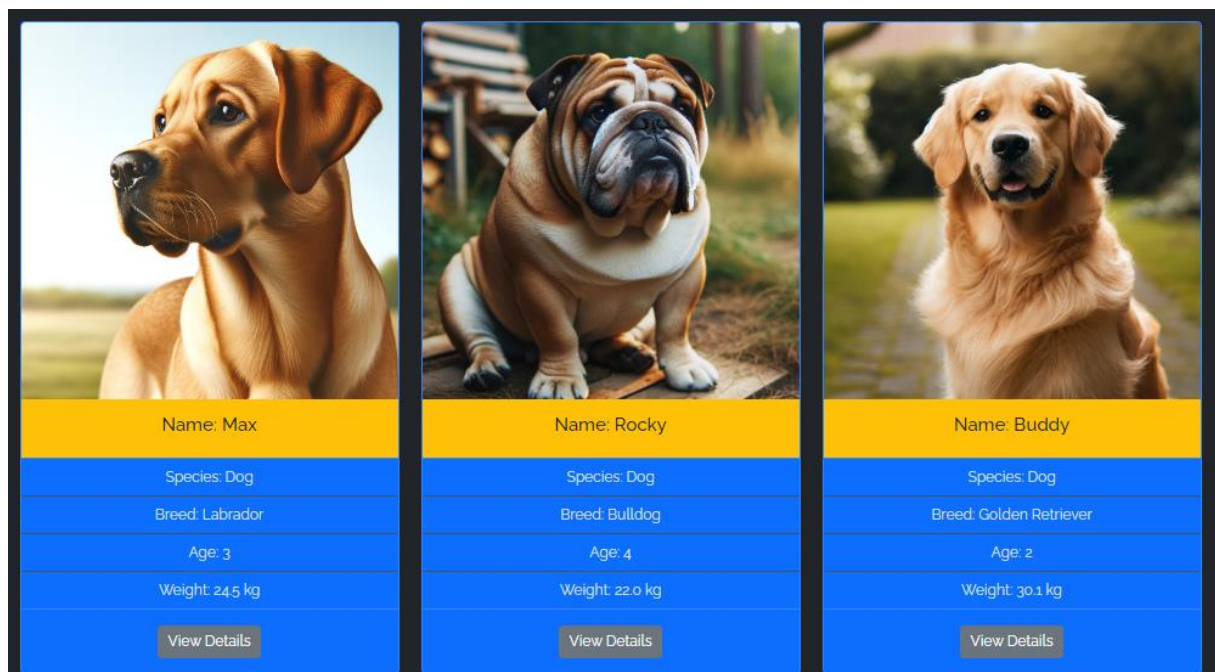 Name: Max
Species: Dog
Breed: Labrador
Age: 3
Weight: 24.5 kg
View Details
Name: Rocky
Species: Dog
Breed: Bulldog
Age: 4
Weight: 22.0 kg
View Details
Name: Buddy
Species: Dog
Breed: Golden Retriever
Age: 2
Weight: 30.1 kg
View Details